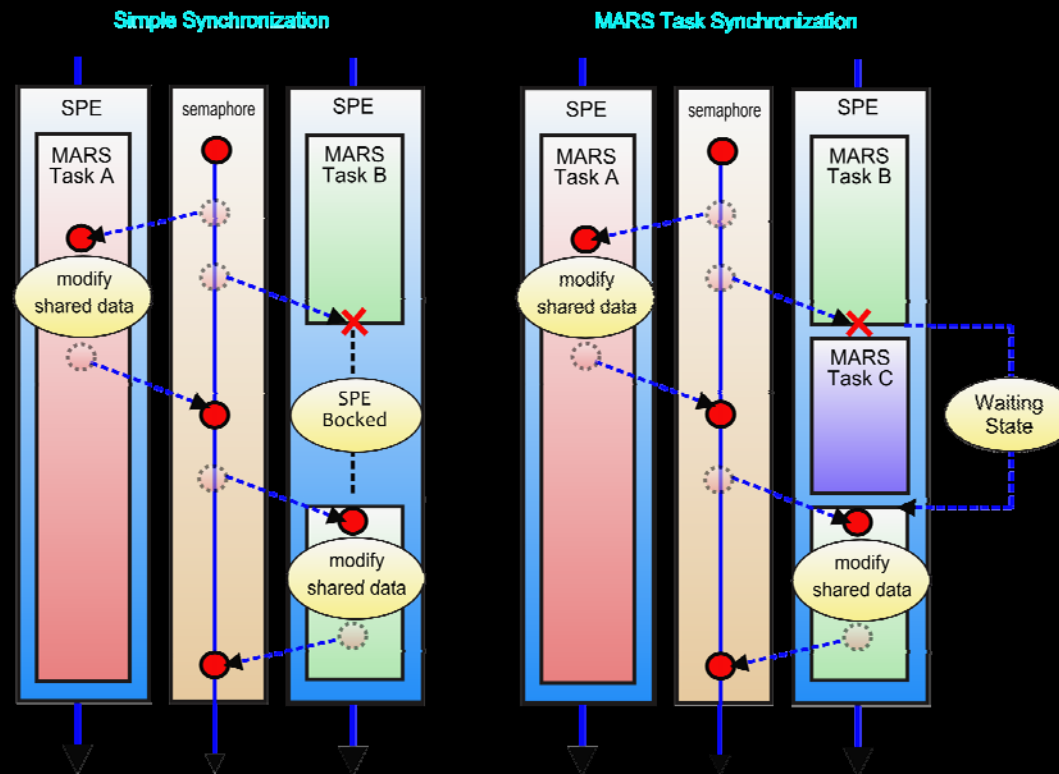 Simple Synchronization
SPE
semaphore
SPE
MARS
Task A
MARS
Task B
modify
shared data
SPE
Bocked
modify
shared data
MARS Task Synchronization
SPE
semaphore
SPE
MARS
Task A
MARS
Task B
modify
shared data
MARS
Task C
Waiting
State
modify
shared data